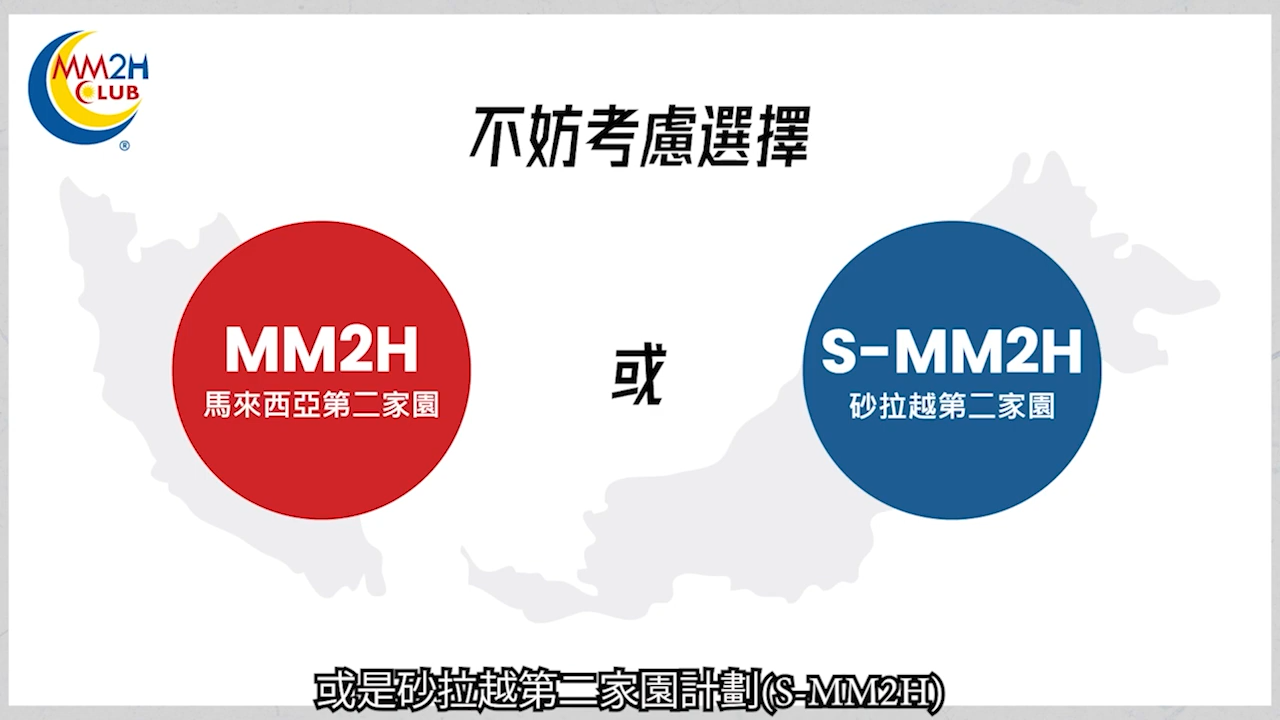 MM2H
CLUB
®
不妨考慮選擇
MM2H
馬來西亞第二家園
或
S-MM2H
砂拉越第二家園
或是砂拉越第二家園計劃(S-MM2H)